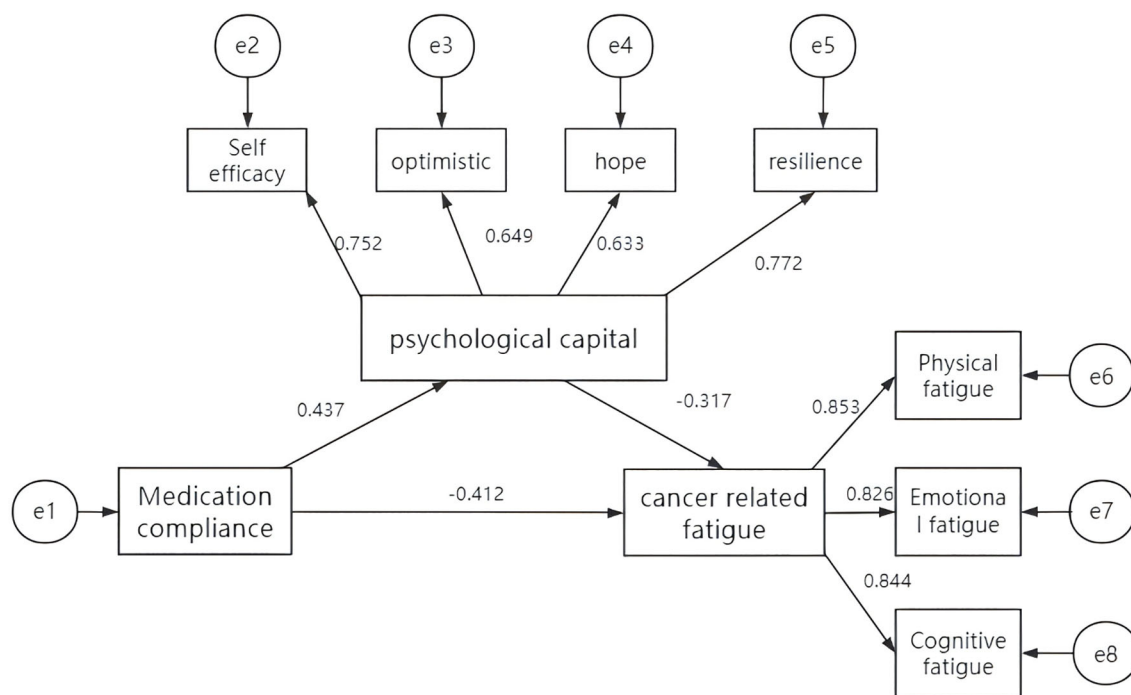 e2
e3
e4
e5
Self
efficacy
optimistic
hope
resilience
0.752
0.649
0.633
0.772
psychological capital
Physical
fatigue
e6
0.437
-0.317
0.853
e1
Medication
compliance
-0.412
cancer related
fatigue
0.826
Emotiona
l fatigue
e7
0.844
Cognitive
fatigue
e8